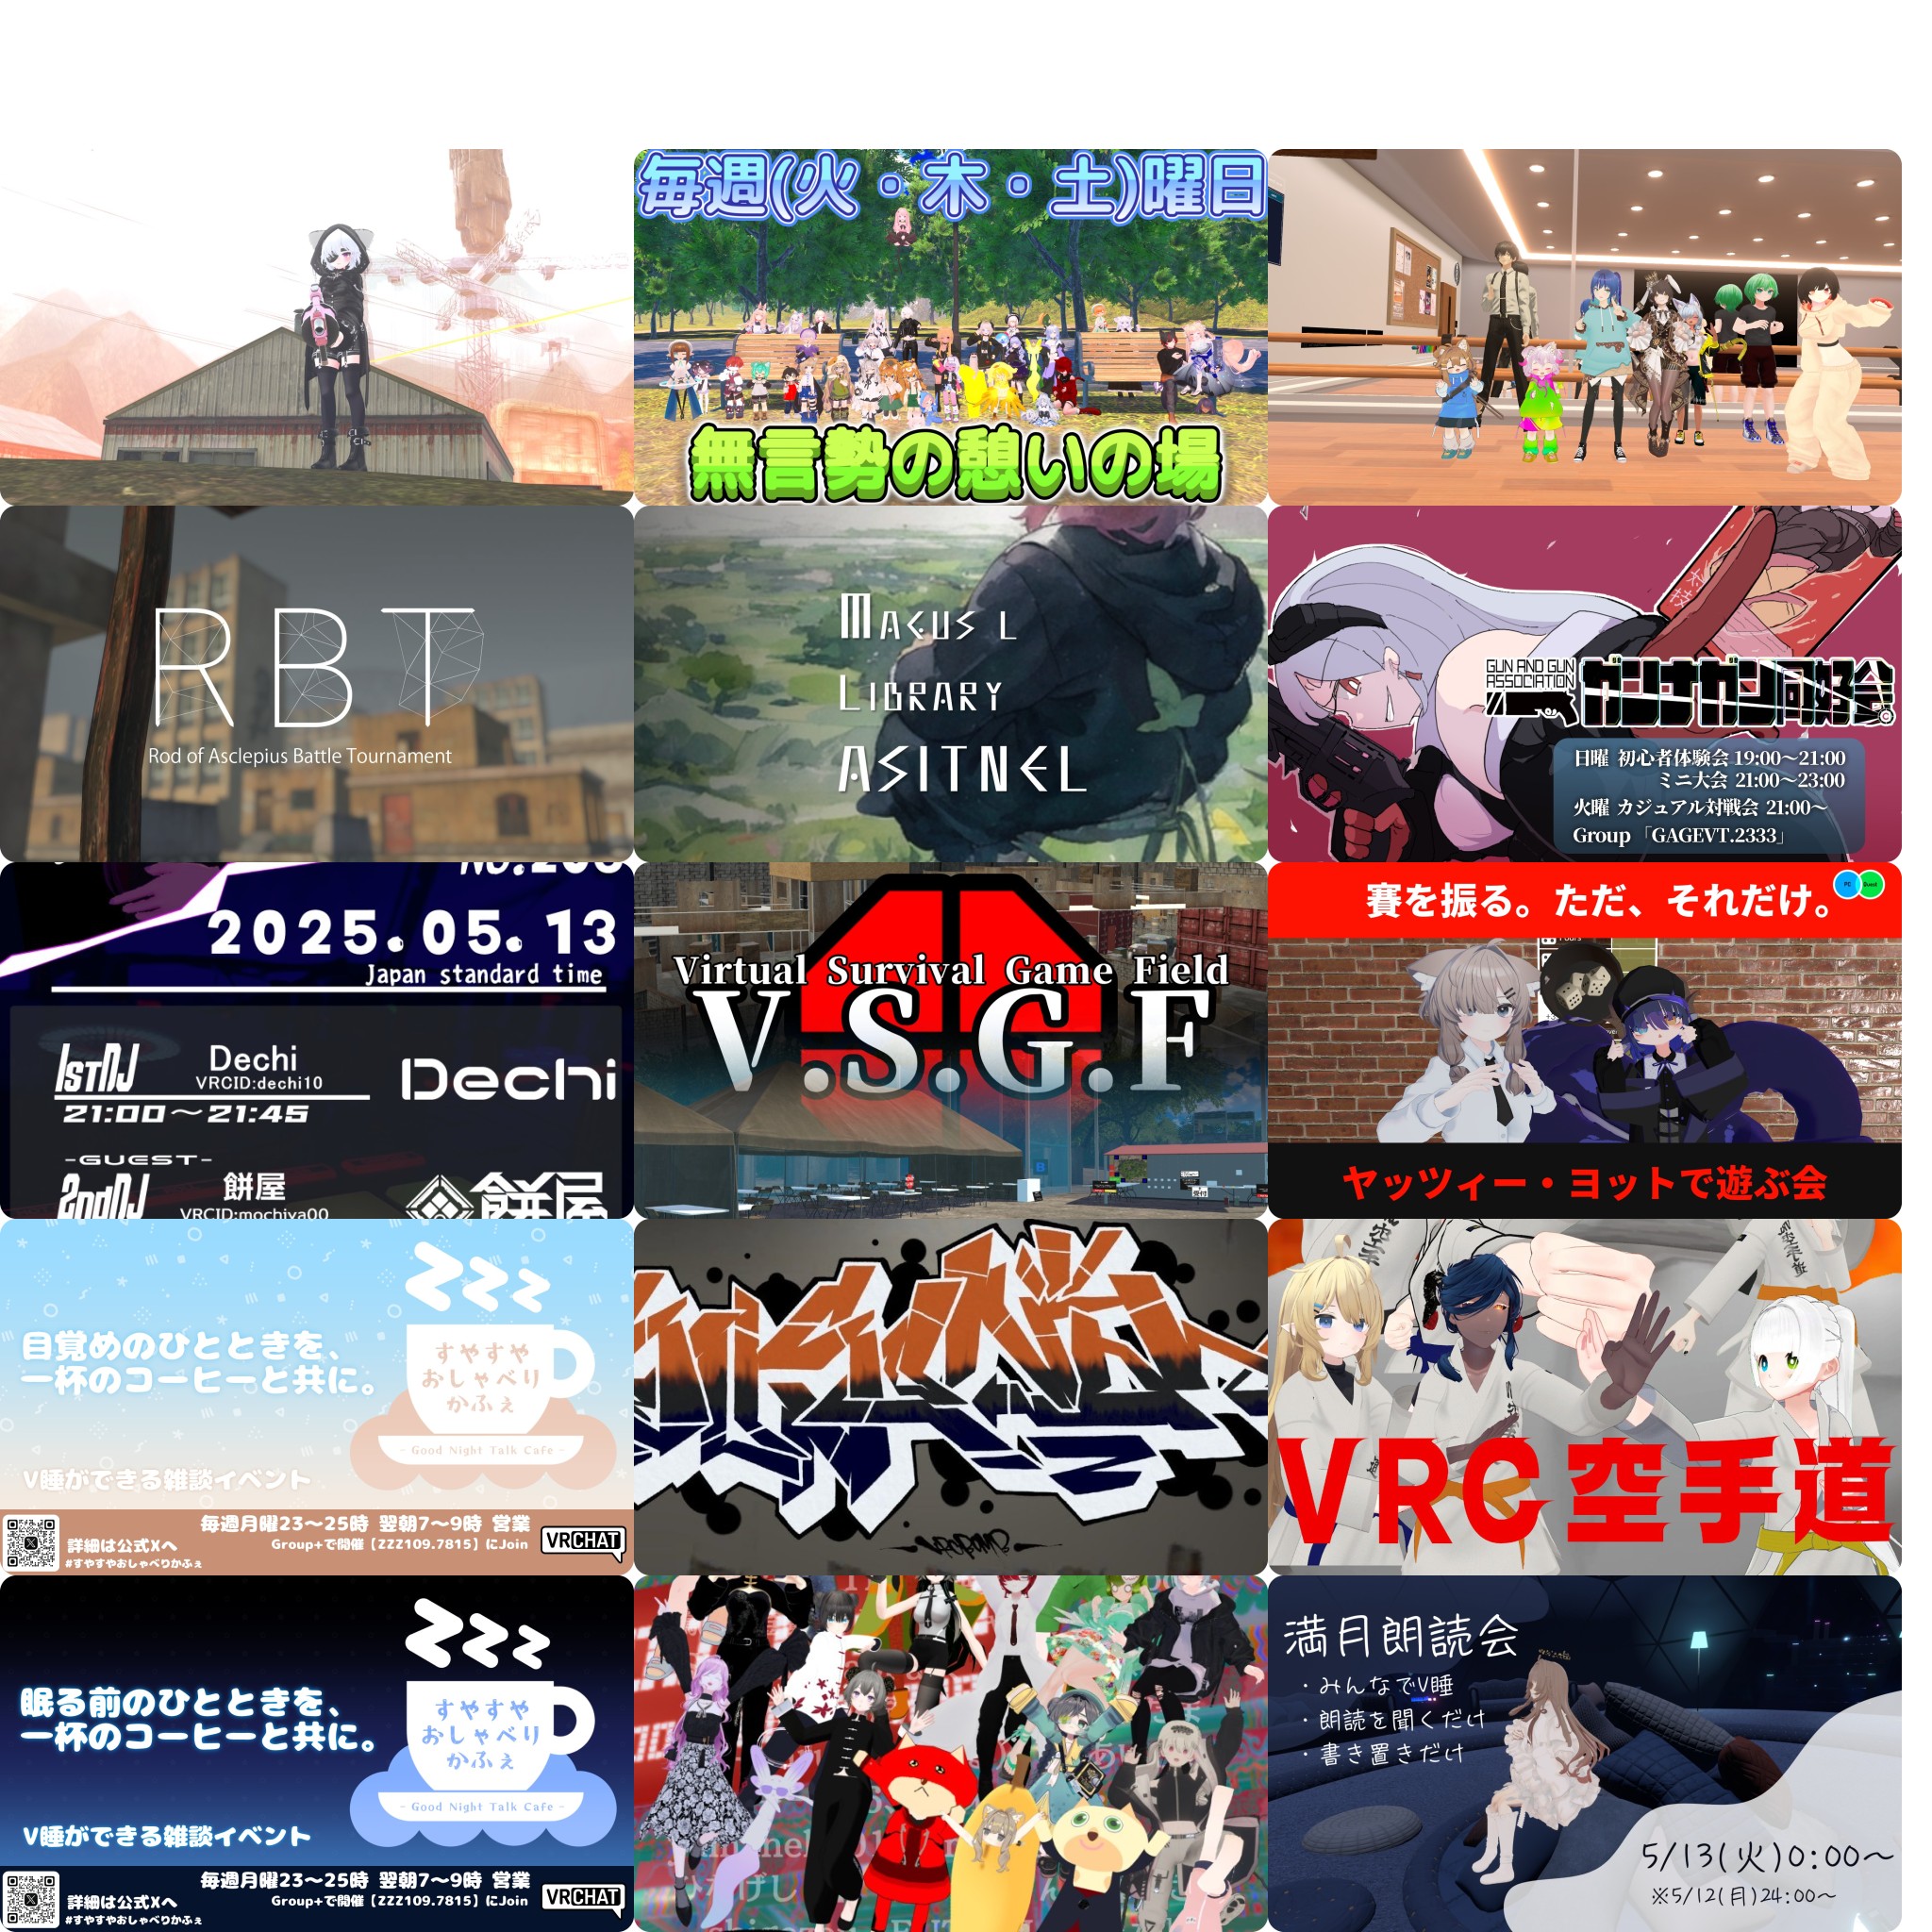 毎週(火・木・土)曜日
無言勢の憩いの場
RBT
Rod of Asclepius Battle Tournament
MACUS L
LIBRARY
ASITNEL
GUN AND GUN
ASSOCIATION
ガンナガン同好会
日曜 初心者体験会 19:00～21:00
ミニ大会 21:00～23:00
火曜 カジュアル対戦会 21:00～
Group 「GAGEVT.2333」
2025.05.13
Japan standard time
1stDJ
Dechi
VRCID:dechi10
Dechi
21:00～21:45
-GUEST-
2ndDJ
餅屋
VRCID:mochiya00
餅屋
Virtual Survival Game Field
V.S.G.F
賽を振る。ただ、それだけ。
PC
Quest
ヤッツィー・ヨットで遊ぶ会
zzz
目覚めのひとときを、
一杯のコーヒーと共に。
すやすや
おしゃべり
かふぇ
- Good Night Talk Cafe -
V睡ができる雑談イベント
毎週月曜23～25時 翌朝7～9時 営業
Group+で開催【ZZZ109.7815】にJoin
詳細は公式Xへ
#すやすやおしゃべりかふぇ
VRCHAT
VRC空手道
zzz
眠る前のひとときを、
一杯のコーヒーと共に。
すやすや
おしゃべり
かふぇ
- Good Night Talk Cafe -
V睡ができる雑談イベント
毎週月曜23～25時 翌朝7～9時 営業
Group+で開催【ZZZ109.7815】にJoin
詳細は公式Xへ
#すやすやおしゃべりかふぇ
VRCHAT
満月朗読会
・みんなでV睡
・朗読を聞くだけ
・書き置きだけ
5/13(火)0:00～
※5/12(月)24:00～